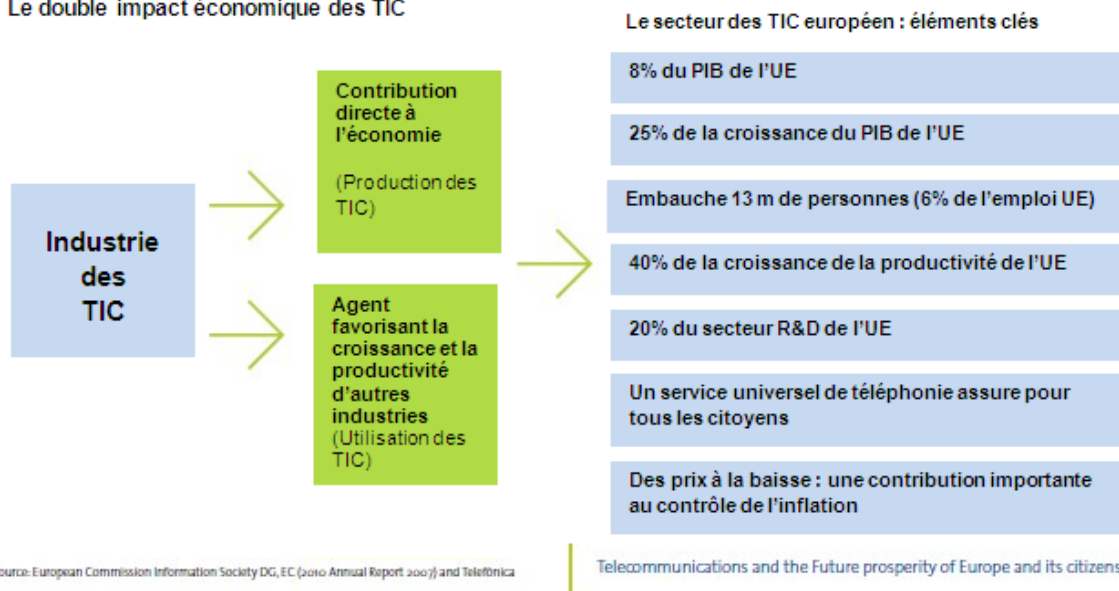 Le double impact économique des TIC
Industrie
des
TIC
Contribution
directe à
l'économie
(Production des
TIC)
Agent
favorisant la
croissance et la
productivité
d'autres
industries
(Utilisation des
TIC)
Le secteur des TIC européen : éléments clés
8% du PIB de l'UE
25% de la croissance du PIB de l'UE
Embauche 13 m de personnes (6% de l'emploi UE)
40% de la croissance de la productivité de l'UE
20% du secteur R&D de l'UE
Un service universel de téléphonie assure pour
tous les citoyens
Des prix à la baisse : une contribution importante
au contrôle de l'inflation
ource: European Commission Information Society DG, EC (2010 Annual Report 2007) and Telefónica
Telecommunications and the Future prosperity of Europe and its citizens